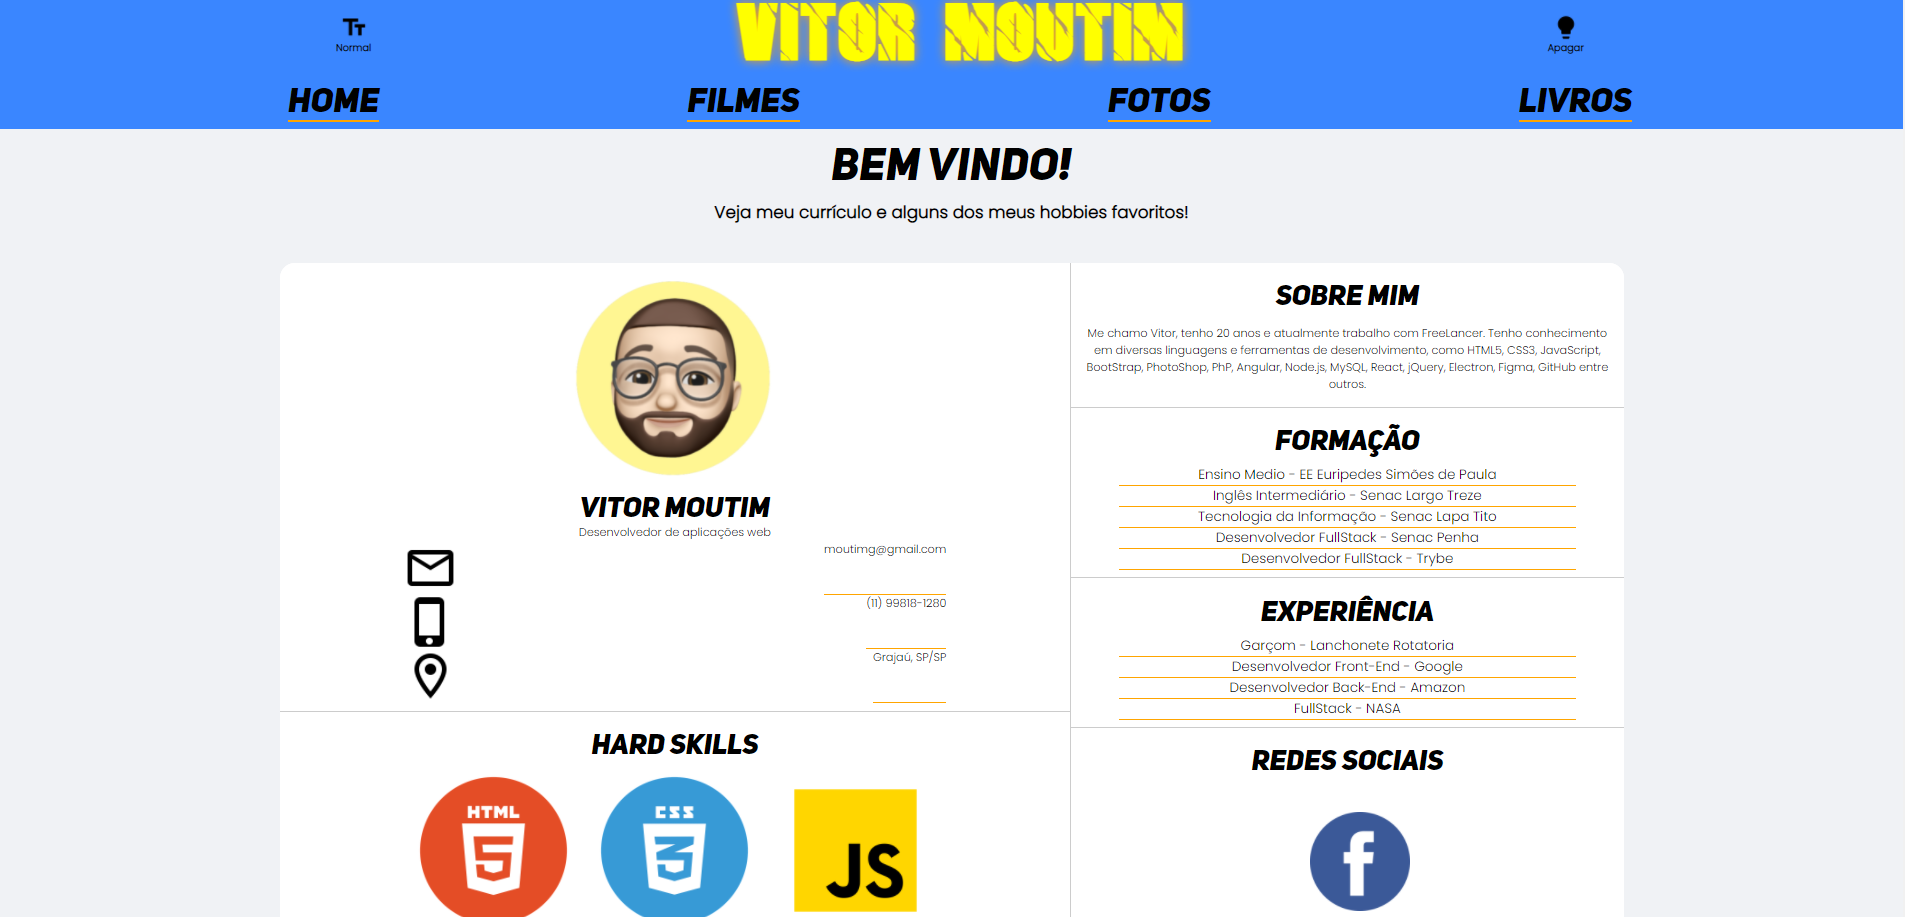 VITOR MOUTIM
Normal
Apagar
HOME
FILMES
FOTOS
LIVROS
BEM VINDO!
Veja meu currículo e alguns dos meus hobbies favoritos!
VITOR MOUTIM
Desenvolvedor de aplicações web
moutimg@gmail.com
(11) 99818-1280
Grajaú, SP/SP
HARD SKILLS
HTML
5
CSS
3
JS
SOBRE MIM
Me chamo Vitor, tenho 20 anos e atualmente trabalho com FreeLancer. Tenho conhecimento
em diversas linguagens e ferramentas de desenvolvimento, como HTML5, CSS3, JavaScript,
BootStrap, PhotoShop, PhP, Angular, Node.js, MySQL, React, jQuery, Electron, Figma, GitHub entre
outros.
FORMAÇÃO
Ensino Medio - EE Euripedes Simões de Paula
Inglês Intermediário - Senac Largo Treze
Tecnologia da Informação - Senac Lapa Tito
Desenvolvedor FullStack - Senac Penha
Desenvolvedor FullStack - Trybe
EXPERIÊNCIA
Garçom - Lanchonete Rotatoria
Desenvolvedor Front-End - Google
Desenvolvedor Back-End - Amazon
FullStack - NASA
REDES SOCIAIS
f